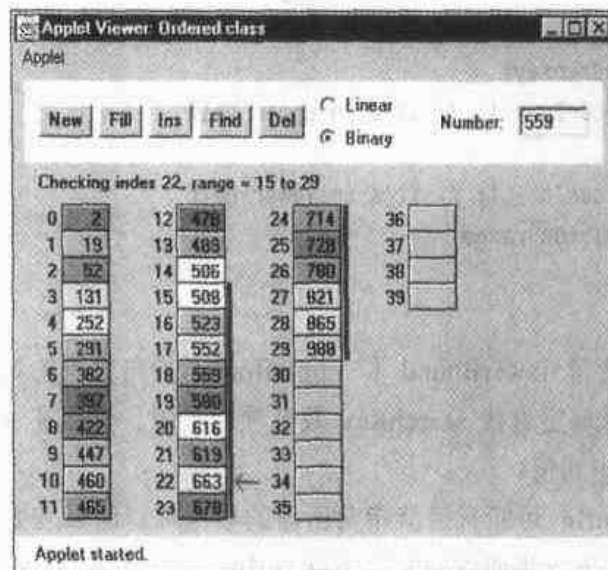 Applet Viewer: Ordered class
Applet
New Fill Ins Find Del
Linear
Binary
Number: 559
Checking index 22, range = 15 to 29
0 2 12 478 24 714 36
1 19 13 489 25 728 37
2 52 14 506 26 780 38
3 131 15 508 27 821 39
4 252 16 523 28 865
5 291 17 552 29 988
6 382 18 559 30
7 397 19 580 31
8 422 20 616 32
9 447 21 619 33
10 460 22 663 34
11 465 23 678 35
Applet started.